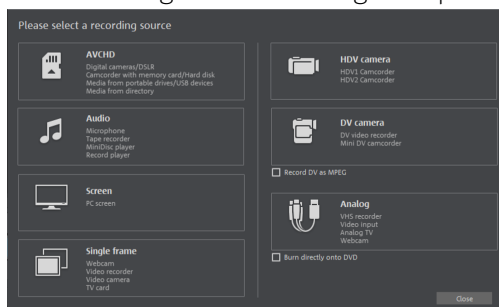 Please select a recording source
AVCHD
Digital cameras/DSLR
Camcorder with memory card/Hard disk
Media from portable drives/USB devices
Media from directory
Audio
Microphone
Tape recorder
MiniDisc player
Record player
Screen
PC screen
Single frame
Webcam
Video recorder
Video camera
TV card
HDV camera
HDV1 Camcorder
HDV2 Camcorder
DV camera
DV video recorder
Mini DV camcorder
Record DV as MPEG
Analog
VHS recorder
Video input
Analog TV
Webcam
Burn directly onto DVD
Close